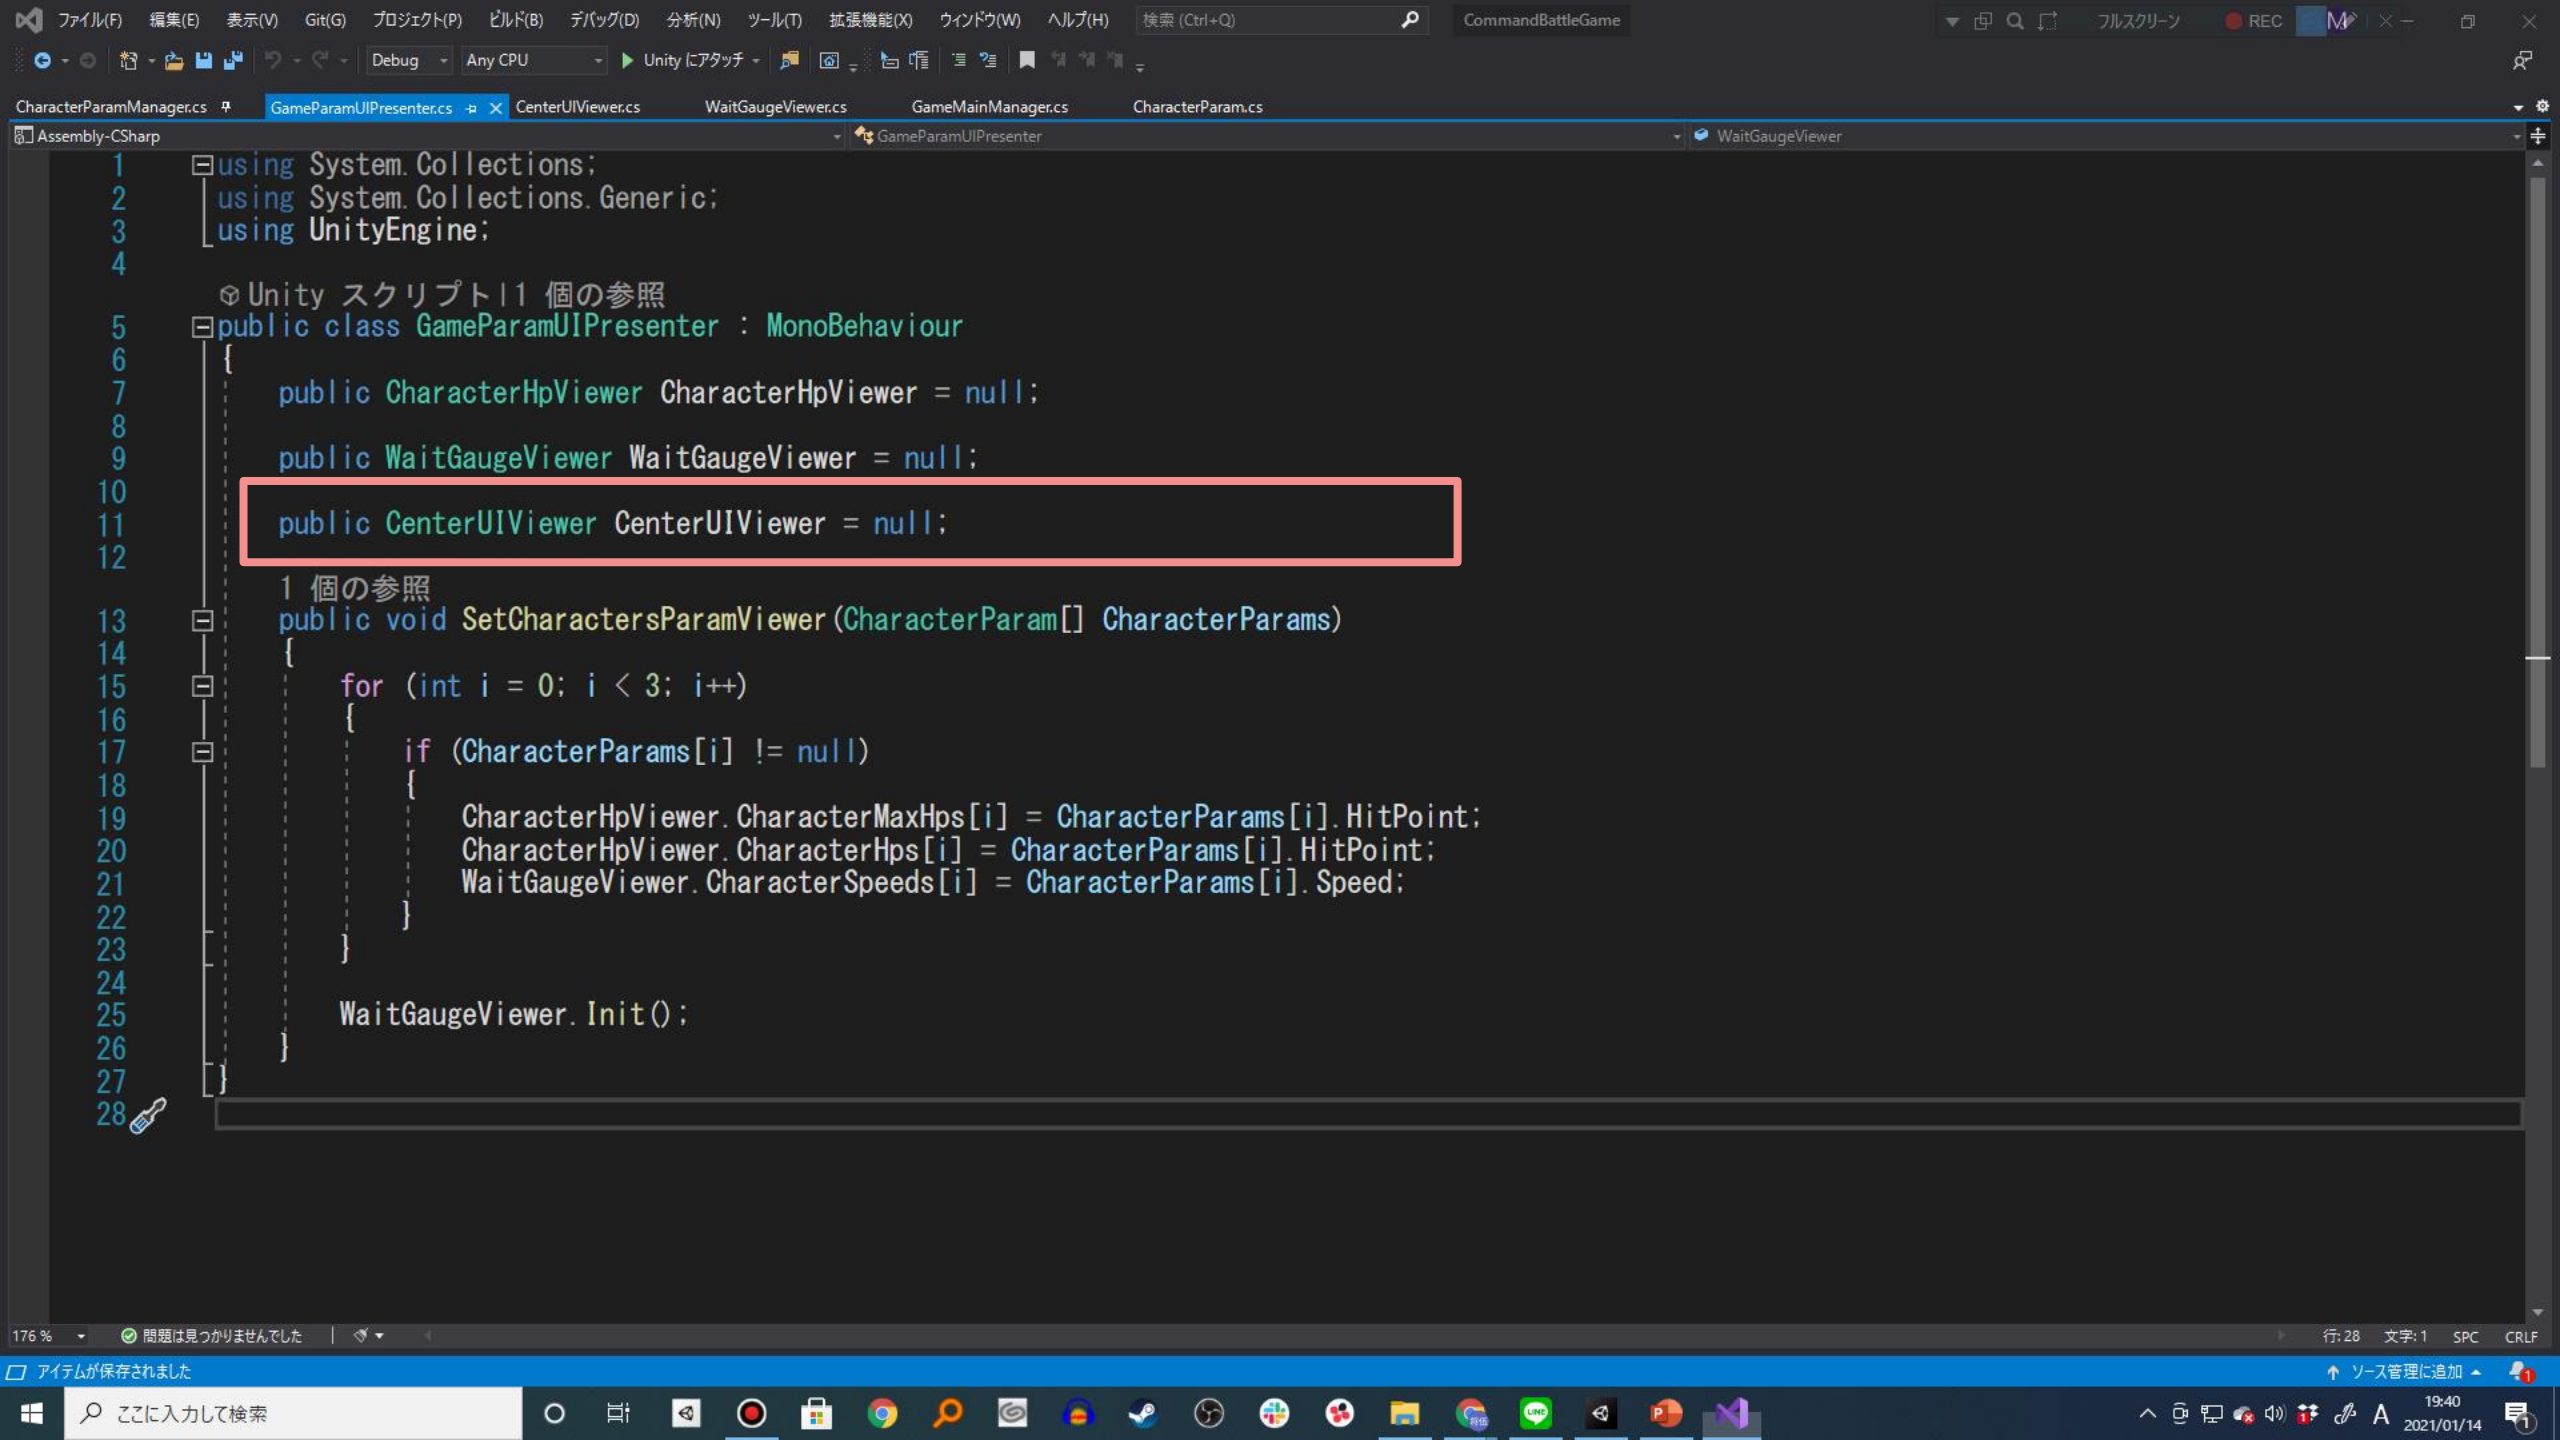 ファイル(F) 編集(E) 表示(V) Git(G) プロジェクト(P) ビルド(B) デバッグ(D) 分析(N) ツール(T) 拡張機能(X) ウィンドウ(W) ヘルプ(H) 検索 (Ctrl+Q) CommandBattleGame フルスクリーン REC
Debug Any CPU Unity にアタッチ
CharacterParamManager.cs GameParamUIPresenter.cs CenterUIViewer.cs WaitGaugeViewer.cs GameMainManager.cs CharacterParam.cs
Assembly-CSharp GameParamUIPresenter WaitGaugeViewer
1 using System.Collections;
2 using System.Collections.Generic;
3 using UnityEngine;
4
Unity スクリプト|1 個の参照
5 public class GameParamUIPresenter : MonoBehaviour
6 {
7 public CharacterHpViewer CharacterHpViewer = null;
8
9 public WaitGaugeViewer WaitGaugeViewer = null;
10
11 public CenterUIViewer CenterUIViewer = null;
12
1 個の参照
13 public void SetCharactersParamViewer(CharacterParam[] CharacterParams)
14 {
15 for (int i = 0; i < 3; i++)
16 {
17 if (CharacterParams[i] != null)
18 {
19 CharacterHpViewer.CharacterMaxHps[i] = CharacterParams[i].HitPoint;
20 CharacterHpViewer.CharacterHps[i] = CharacterParams[i].HitPoint;
21 WaitGaugeViewer.CharacterSpeeds[i] = CharacterParams[i].Speed;
22 }
23 }
24
25 WaitGaugeViewer.Init();
26 }
27 }
28
176 % 問題は見つかりませんでした 行: 28 文字: 1 SPC CRLF
アイテムが保存されました ソース管理に追加 1
ここに入力して検索 LINE A 19:40
2021/01/14 1